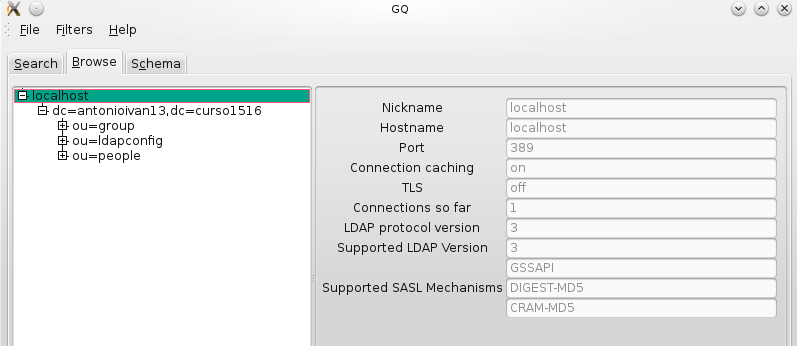 GQ
File Filters Help
Search Browse Schema
localhost
dc=antonioivan13,dc=curso1516
ou=group
ou=ldapconfig
ou=people
Nickname localhost
Hostname localhost
Port 389
Connection caching on
TLS off
Connections so far 1
LDAP protocol version 3
Supported LDAP Version 3
GSSAPI
Supported SASL Mechanisms DIGEST-MD5
CRAM-MD5